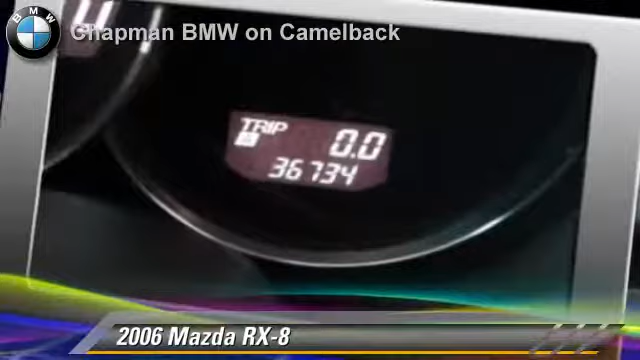 BMW
Chapman BMW on Camelback
TRIP
0.0
36734
2006 Mazda RX-8